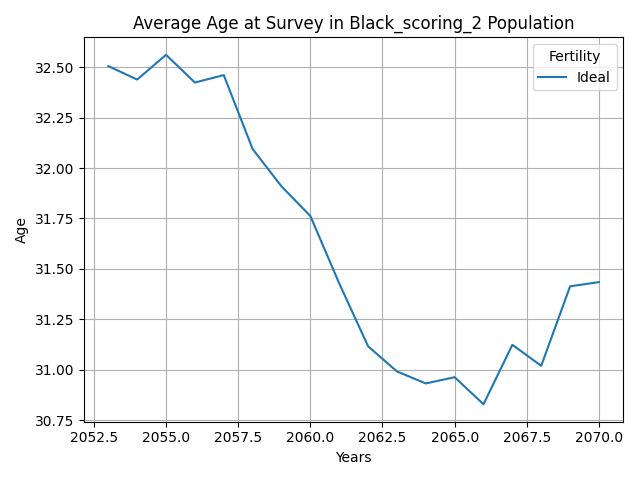 Average Age at Survey in Black_scoring_2 Population
Fertility
Ideal
Age
32.50
32.25
32.00
31.75
31.50
31.25
31.00
30.75
2052.5 2055.0 2057.5 2060.0 2062.5 2065.0 2067.5 2070.0
Years